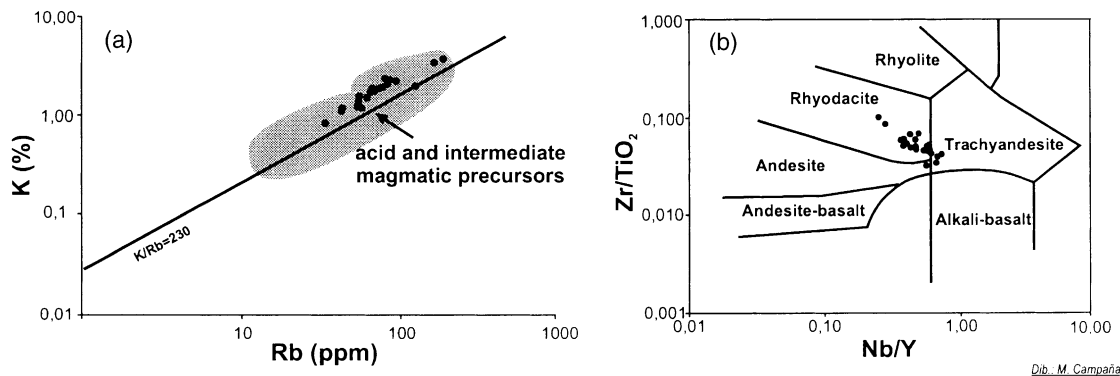 (a)
10,00
1,00
0,1
0,01
K (%)
acid and intermediate
magmatic precursors
K/Rb=230
10
100
1000
Rb (ppm)
(b)
1,000
0,100
0,010
0.001
Zr/TiO2
Rhyolite
Rhyodacite
Trachyandesite
Andesite
Andesite-basalt
Alkali-basalt
0,01
0,10
1,00
10.00
Nb/Y
Dib.: M. Campaña